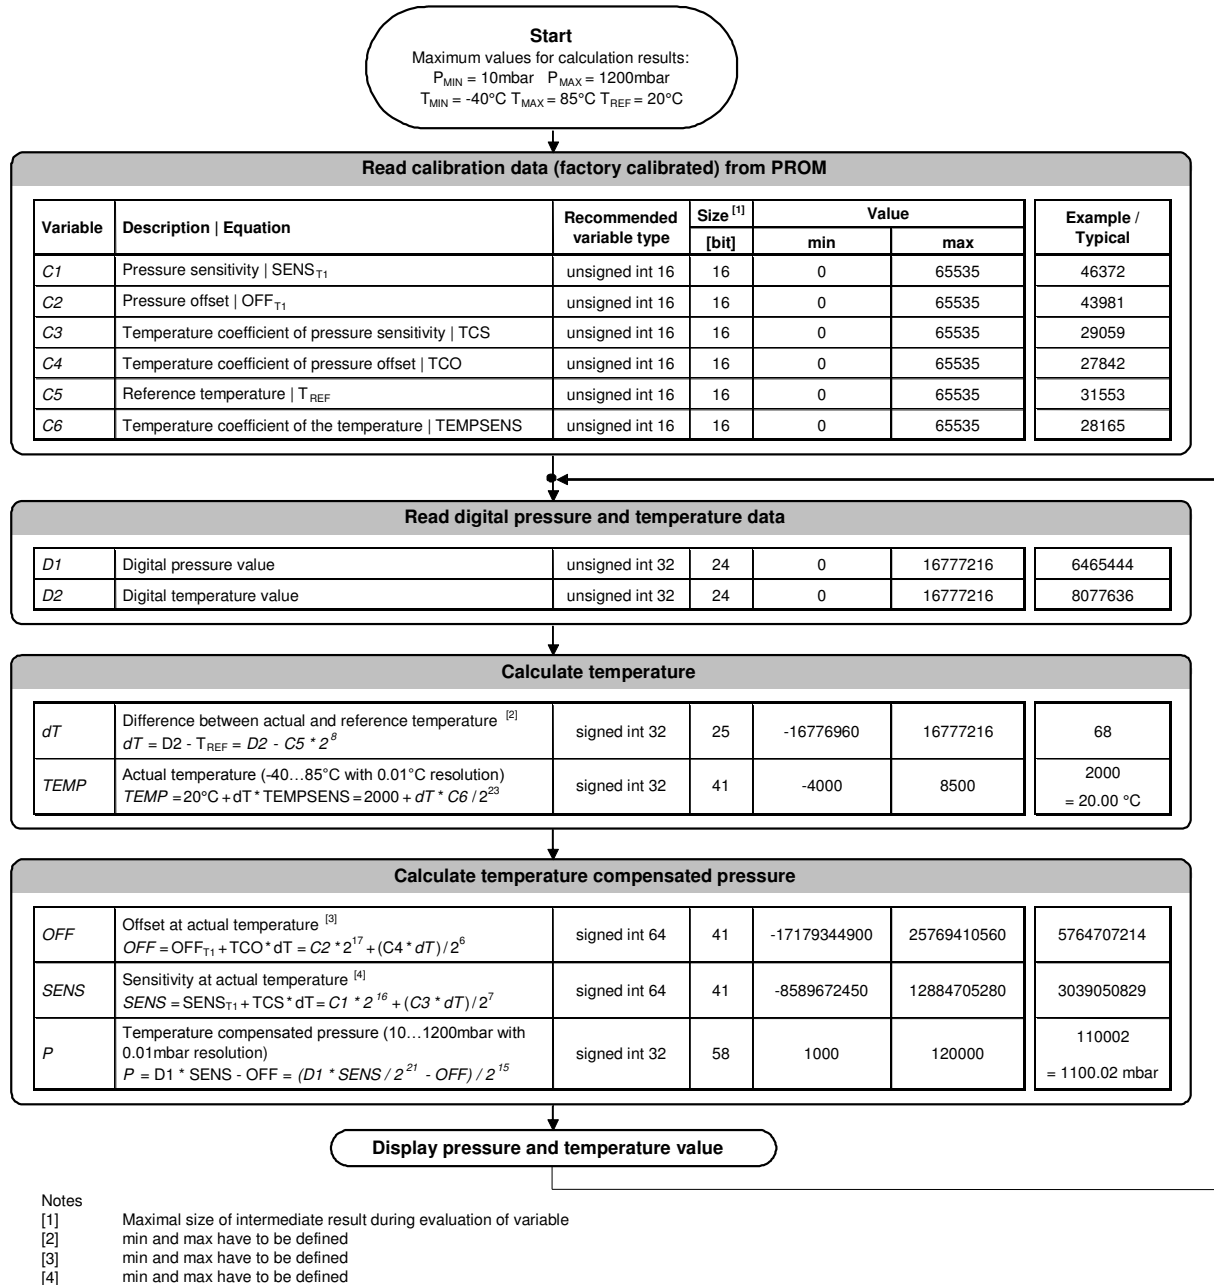 Start
Maximum values for calculation results:
P_MIN = 10mbar P_MAX = 1200mbar
T_MIN = -40°C T_MAX = 85°C T_REF = 20°C
Read calibration data (factory calibrated) from PROM
Variable | Description | Equation | Recommended variable type | Size [1] [bit] | Value min | max | Example / Typical
C1 Pressure sensitivity | SENS_T1 unsigned int 16 16 0 65535 46372
C2 Pressure offset | OFF_T1 unsigned int 16 16 0 65535 43981
C3 Temperature coefficient of pressure sensitivity | TCS unsigned int 16 16 0 65535 29059
C4 Temperature coefficient of pressure offset | TCO unsigned int 16 16 0 65535 27842
C5 Reference temperature | T_REF unsigned int 16 16 0 65535 31553
C6 Temperature coefficient of the temperature | TEMPSENS unsigned int 16 16 0 65535 28165
Read digital pressure and temperature data
D1 Digital pressure value unsigned int 32 24 0 16777216 6465444
D2 Digital temperature value unsigned int 32 24 0 16777216 8077636
Calculate temperature
dT
Difference between actual and reference temperature [2]
dT = D2 - T_REF = D2 - C5 * 2^8
signed int 32 25 -16776960 16777216 68
TEMP
Actual temperature (-40…85°C with 0.01°C resolution)
TEMP = 20°C + dT * TEMPSENS = 2000 + dT * C6 / 2^23
signed int 32 41 -4000 8500
2000
= 20.00 °C
Calculate temperature compensated pressure
OFF
Offset at actual temperature [3]
OFF = OFF_T1 + TCO * dT = C2 * 2^17 + (C4 * dT) / 2^6
signed int 64 41 -17179344900 25769410560 5764707214
SENS
Sensitivity at actual temperature [4]
SENS = SENS_T1 + TCS * dT = C1 * 2^16 + (C3 * dT) / 2^7
signed int 64 41 -8589672450 12884705280 3039050829
P
Temperature compensated pressure (10…1200mbar with
0.01mbar resolution)
P = D1 * SENS - OFF = (D1 * SENS / 2^21 - OFF) / 2^15
signed int 32 58 1000 120000
110002
= 1100.02 mbar
Display pressure and temperature value
Notes
[1] Maximal size of intermediate result during evaluation of variable
[2] min and max have to be defined
[3] min and max have to be defined
[4] min and max have to be defined